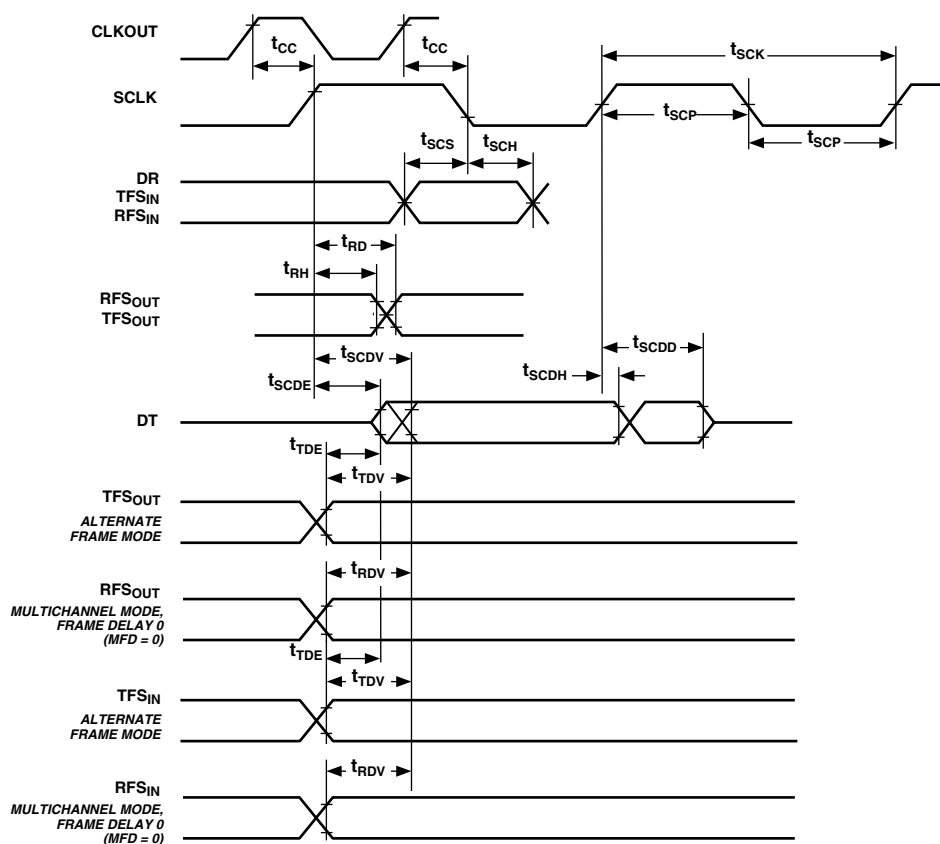 CLKOUT
tCC
tCC
tSCK
SCLK
tSCP
tSCP
tSCS
tSCH
DR
TFSIN
RFSIN
tRD
tRH
RFSOUT
TFSOUT
tSCDV
tSCDD
tSCDE
tSCDH
DT
tTDE
tTDV
TFSOUT
ALTERNATE
FRAME MODE
tRDV
RFSOUT
MULTICHANNEL MODE,
FRAME DELAY 0
(MFD = 0)
tTDE
tTDV
TFSIN
ALTERNATE
FRAME MODE
tRDV
RFSIN
MULTICHANNEL MODE,
FRAME DELAY 0
(MFD = 0)